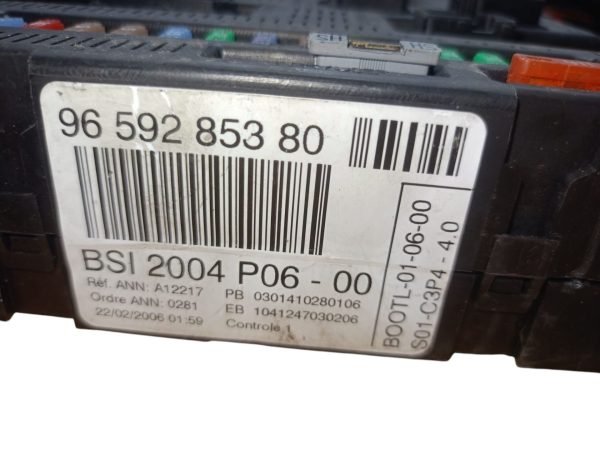 96 592 853 80
BSI 2004 P06 - 00
Réf. ANN: A12217 PB 0301410280106
Ordre ANN: 0281 EB 1041247030206
22/02/2006 01:59 Controle 1
BOOTL-01-06-00
S01-C3P4 - 4.0